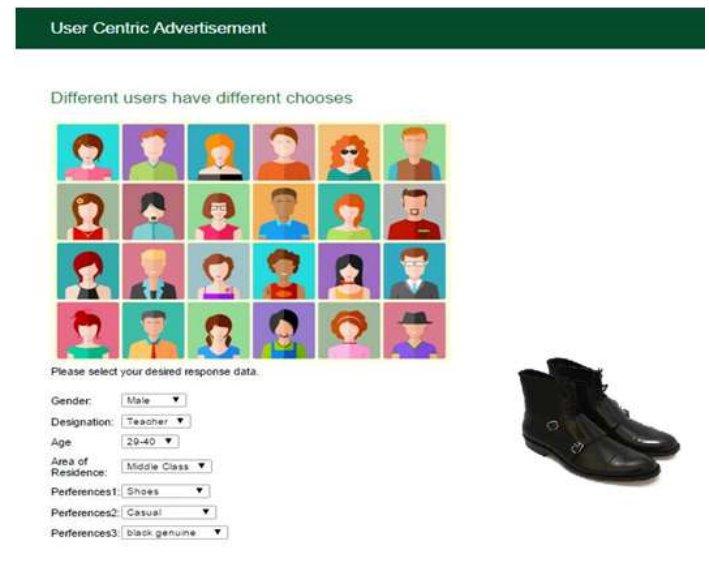 User Centric Advertisement
Different users have different chooses
Please select your desired response data.
Gender: Male
Designation: Teacher
Age 29-40
Area of
Residence: Middle Class
Perferences1: Shoes
Perferences2: Casual
Perferences3: black genuine